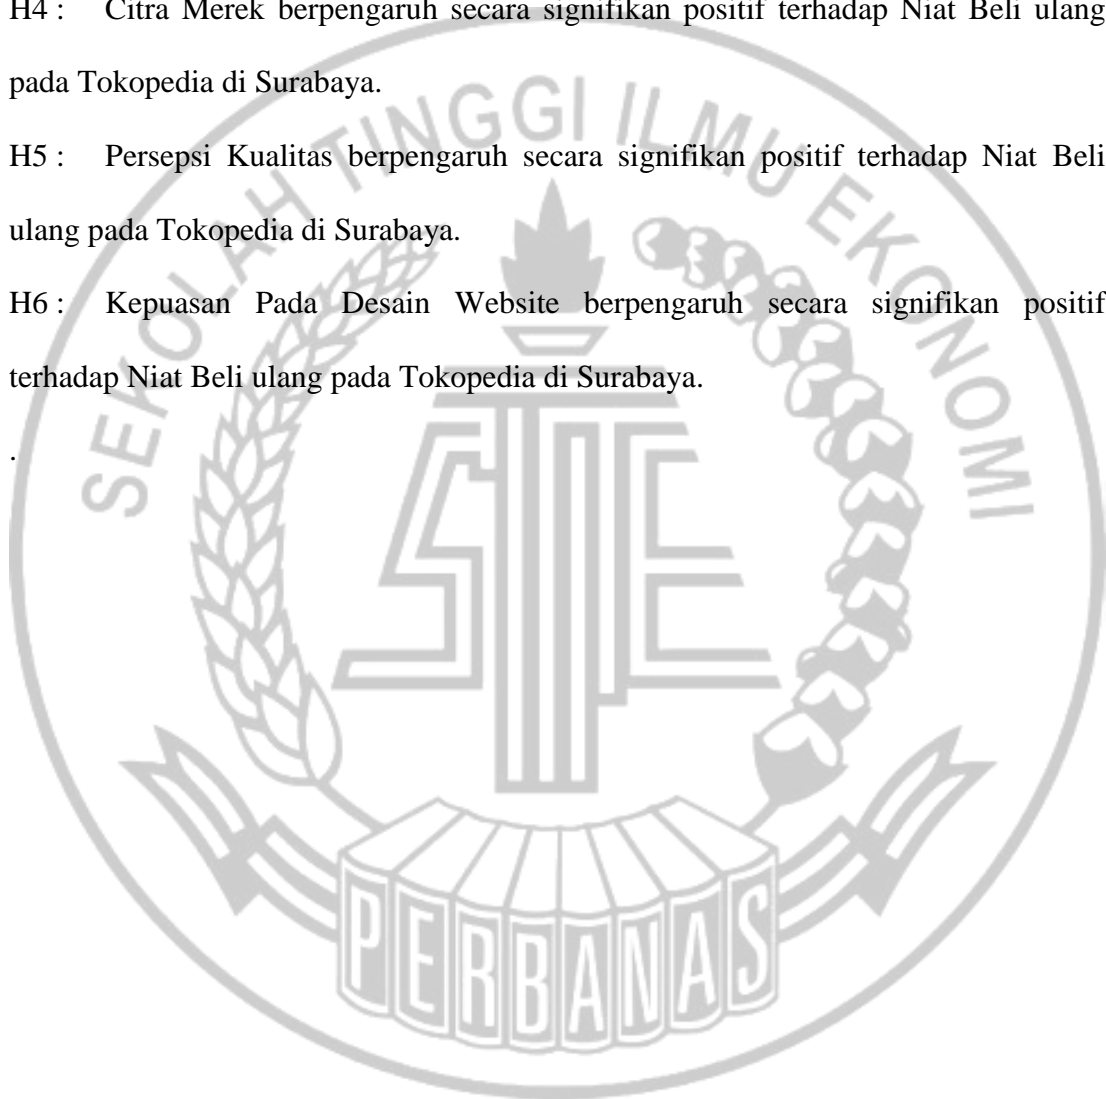 H4 : Citra Merek berpengaruh secara signifikan positif terhadap Niat Beli ulang
pada Tokopedia di Surabaya.
H5 : Persepsi Kualitas berpengaruh secara signifikan positif terhadap Niat Beli
ulang pada Tokopedia di Surabaya.
H6 : Kepuasan Pada Desain Website berpengaruh secara signifikan positif
terhadap Niat Beli ulang pada Tokopedia di Surabaya.
.
SEKOLAH TINGGI ILMU EKONOMI
STIE
PERBANAS